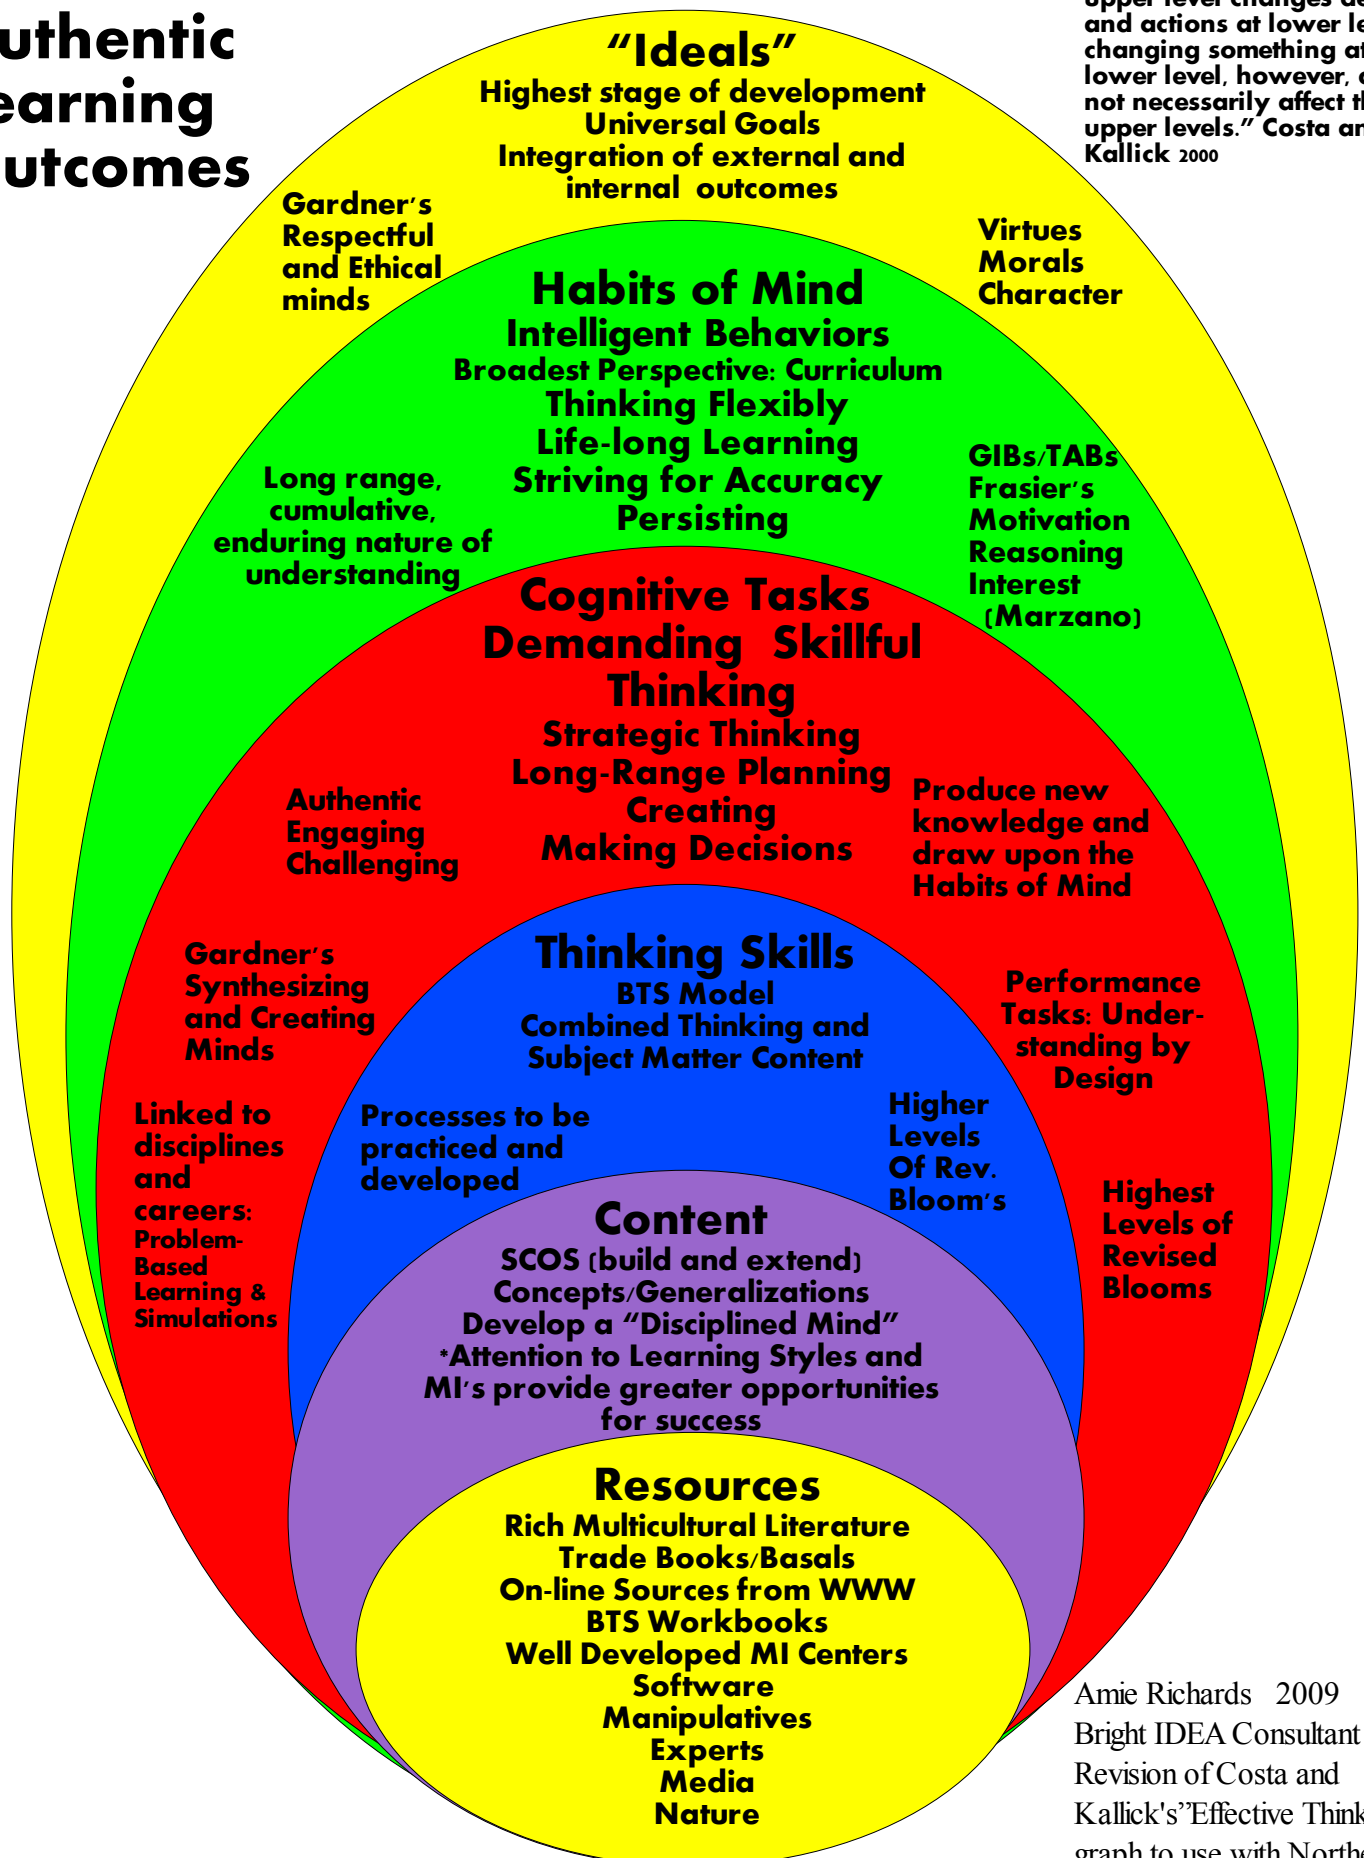 uthentic
earning
utcomes
and actions at lower le
changing something at
lower level, however,
not necessarily affect th
upper levels.” Costa an
Kallick 2000
“Ideals”
Highest stage of development
Universal Goals
Integration of external and
internal outcomes
Gardner’s
Respectful
and Ethical
minds
Virtues
Morals
Character
Habits of Mind
Intelligent Behaviors
Broadest Perspective: Curriculum
Thinking Flexibly
Life-long Learning
Striving for Accuracy
Persisting
Long range,
cumulative,
enduring nature of
understanding
GIBs/TABs
Frasier’s
Motivation
Reasoning
Interest
(Marzano)
Cognitive Tasks
Demanding Skillful
Thinking
Strategic Thinking
Long-Range Planning
Creating
Making Decisions
Authentic
Engaging
Challenging
Produce new
knowledge and
draw upon the
Habits of Mind
Gardner’s
Synthesizing
and Creating
Minds
Performance
Tasks: Under-
standing by
Design
Linked to
disciplines
and
careers:
Problem-
Based
Learning &
Simulations
Highest
Levels of
Revised
Blooms
Thinking Skills
BTS Model
Combined Thinking and
Subject Matter Content
Processes to be
practiced and
developed
Higher
Levels
Of Rev.
Bloom’s
Content
SCOS (build and extend)
Concepts/Generalizations
Develop a “Disciplined Mind”
*Attention to Learning Styles and
MI’s provide greater opportunities
for success
Resources
Rich Multicultural Literature
Trade Books/Basals
On-line Sources from WWW
BTS Workbooks
Well Developed MI Centers
Software
Manipulatives
Experts
Media
Nature
Amie Richards 2009
Bright IDEA Consultant
Revision of Costa and
Kallick's”Effective Think
graph to use with Northe